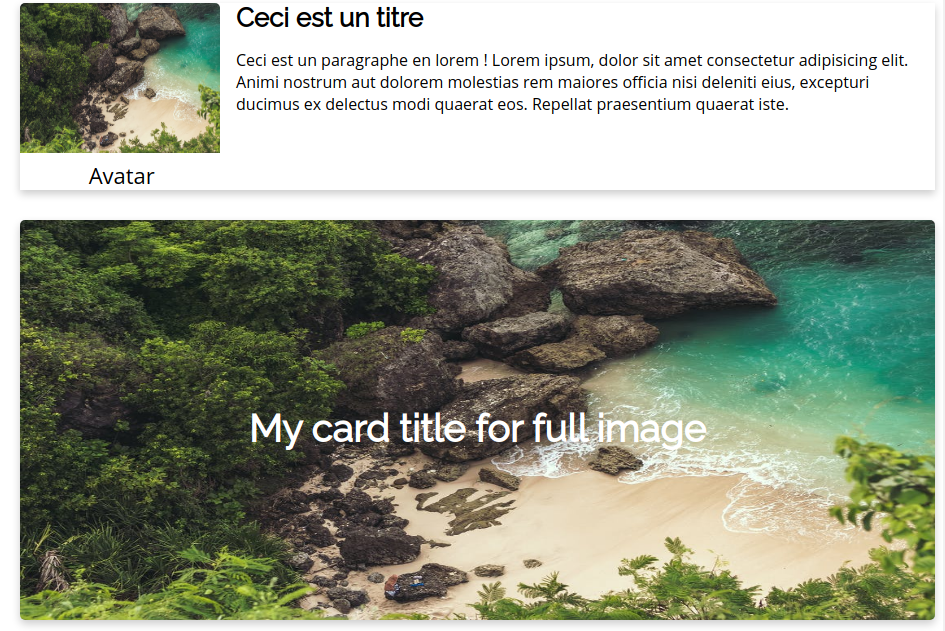 Ceci est un titre
Ceci est un paragraphe en lorem ! Lorem ipsum, dolor sit amet consectetur adipisicing elit.
Animi nostrum aut dolorem molestias rem maiores officia nisi deleniti eius, excepturi
ducimus ex delectus modi quaerat eos. Repellat praesentium quaerat iste.
Avatar
My card title for full image